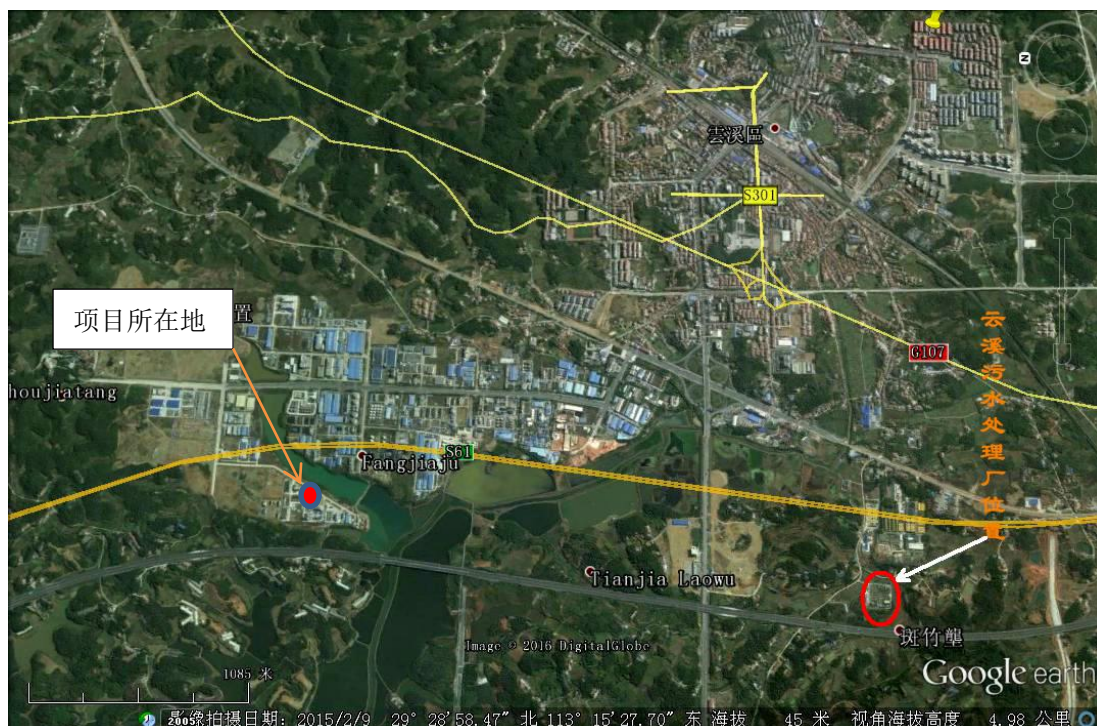 雲溪區
S301
项目所在地
置
G107
houjiatang
S61
Fangjiaju
云溪污水处理厂位置
Tianjia Laowu
斑竹壟
Image © 2016 DigitalGlobe
Google earth
1085 米
2005
影像拍摄日期: 2015/2/9 29° 28'58.47" 北 113° 15'27.70" 东 海拔 45 米 视角海拔高度 4.98 公里
N